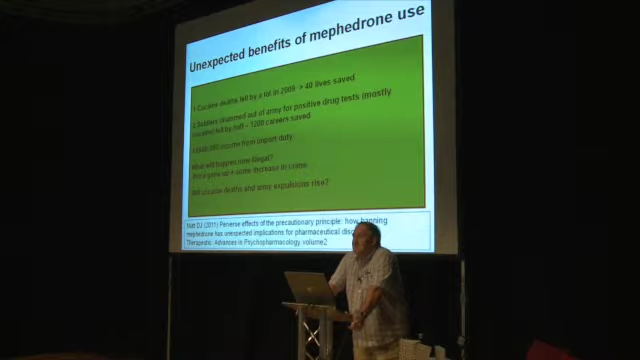 Unexpected benefits of mephedrone use
1.Cocaine deaths fell by a lot in 2009 → 40 lives saved
2.Soldiers drummed out of army for positive drug tests (mostly
cocaine) fell by half – 1200 careers saved
income from import duty
What will happen now illegal?
Price gone up + some increase in crime
Will cocaine deaths and army expulsions rise?
Nutt DJ (2011) Perverse effects of the precautionary principle: how banning
mephedrone has unexpected implications for pharmaceutical
Therapeutic Advances in Psychopharmacology volume2